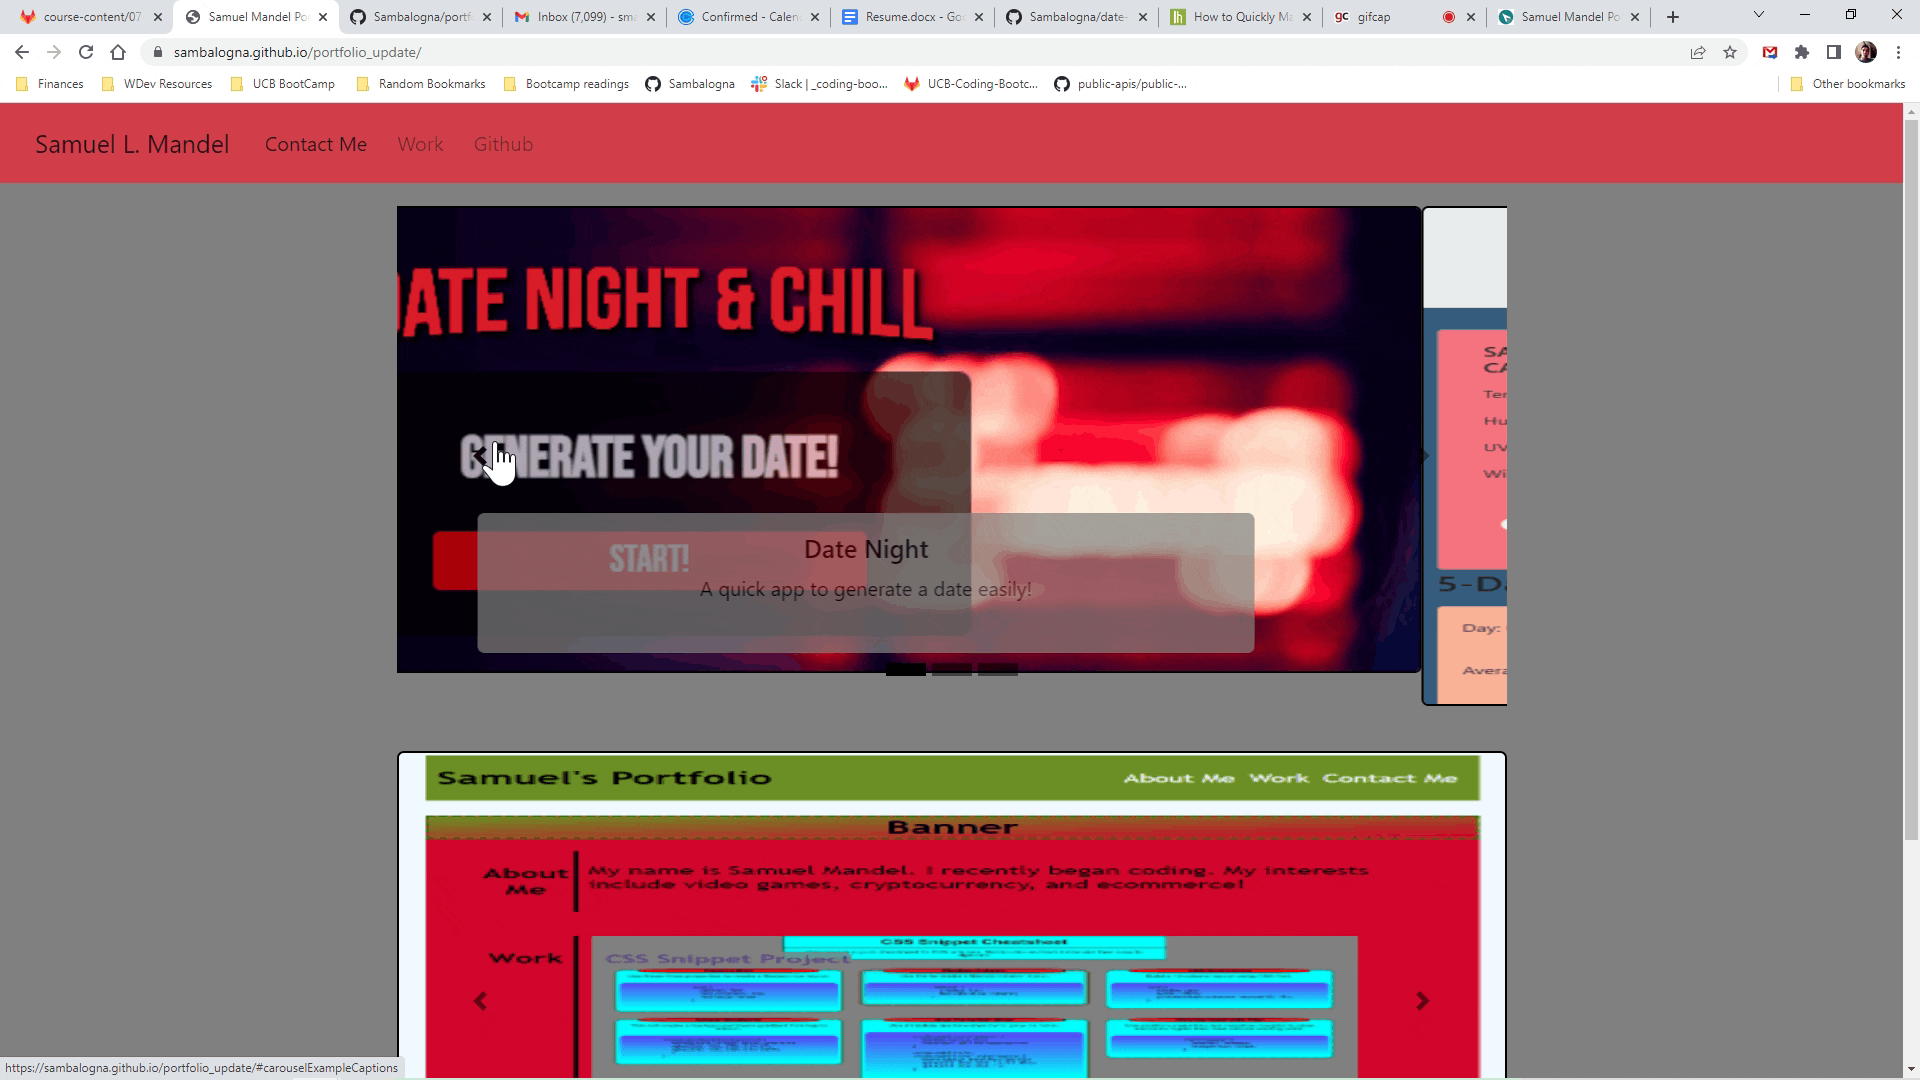 course-content/07
Samuel Mandel Po
Sambalogna/portf
Inbox (7,099) - sma
Confirmed - Calen
Resume.docx - Goo
Sambalogna/date-
How to Quickly Ma
gifcap
Samuel Mandel Po
sambalogna.github.io/portfolio_update/
Finances
WDev Resources
UCB BootCamp
Random Bookmarks
Bootcamp readings
Sambalogna
Slack | _coding-boo...
UCB-Coding-Bootc...
public-apis/public-...
Other bookmarks
Samuel L. Mandel
Contact Me
Work
Github
DATE NIGHT & CHILL
GENERATE YOUR DATE!
START!
Date Night
A quick app to generate a date easily!
SA
CA
Ter
Hu
UV
Wi
5-Da
Day:
Avera
Samuel's Portfolio
About Me Work Contact Me
Banner
About
Me
My name is Samuel Mandel. I recently began coding. My interests
include video games, cryptocurrency, and ecommerce!
Work
CSS Snippet Cheatsheet
CSS Snippet Project
https://sambalogna.github.io/portfolio_update/#carouselExampleCaptions